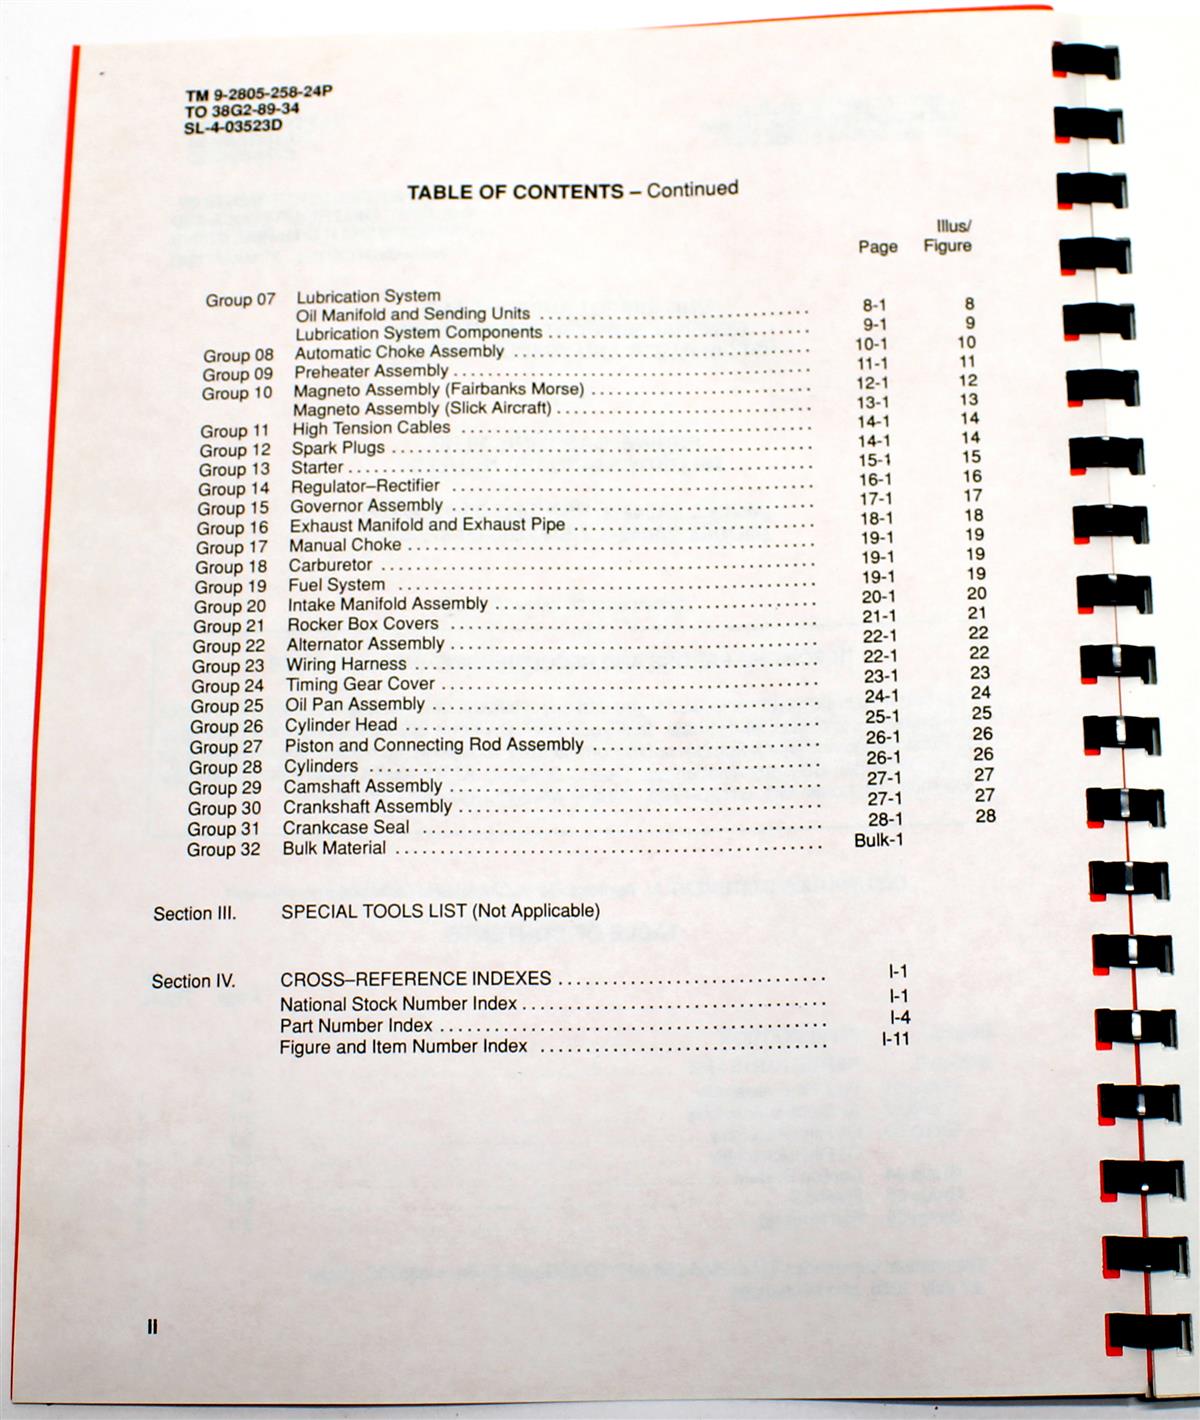 TM 9-2805-258-24P
TO 38G2-89-34
SL-4-03523D
TABLE OF CONTENTS – Continued
Page Illus/
Figure
Group 07 Lubrication System
Oil Manifold and Sending Units .......... 8-1 8
Lubrication System Components .......... 9-1 9
Group 08 Automatic Choke Assembly .......... 10-1 10
Group 09 Preheater Assembly .......... 11-1 11
Group 10 Magneto Assembly (Fairbanks Morse) .......... 12-1 12
Magneto Assembly (Slick Aircraft) .......... 13-1 13
Group 11 High Tension Cables .......... 14-1 14
Group 12 Spark Plugs .......... 14-1 14
Group 13 Starter .......... 15-1 15
Group 14 Regulator–Rectifier .......... 16-1 16
Group 15 Governor Assembly .......... 17-1 17
Group 16 Exhaust Manifold and Exhaust Pipe .......... 18-1 18
Group 17 Manual Choke .......... 19-1 19
Group 18 Carburetor .......... 19-1 19
Group 19 Fuel System .......... 19-1 19
Group 20 Intake Manifold Assembly .......... 20-1 20
Group 21 Rocker Box Covers .......... 21-1 21
Group 22 Alternator Assembly .......... 22-1 22
Group 23 Wiring Harness .......... 22-1 22
Group 24 Timing Gear Cover .......... 23-1 23
Group 25 Oil Pan Assembly .......... 24-1 24
Group 26 Cylinder Head .......... 25-1 25
Group 27 Piston and Connecting Rod Assembly .......... 26-1 26
Group 28 Cylinders .......... 26-1 26
Group 29 Camshaft Assembly .......... 27-1 27
Group 30 Crankshaft Assembly .......... 27-1 27
Group 31 Crankcase Seal .......... 28-1 28
Group 32 Bulk Material .......... Bulk-1
Section III. SPECIAL TOOLS LIST (Not Applicable)
Section IV. CROSS–REFERENCE INDEXES .......... I-1
National Stock Number Index .......... I-1
Part Number Index .......... I-4
Figure and Item Number Index .......... I-11
II